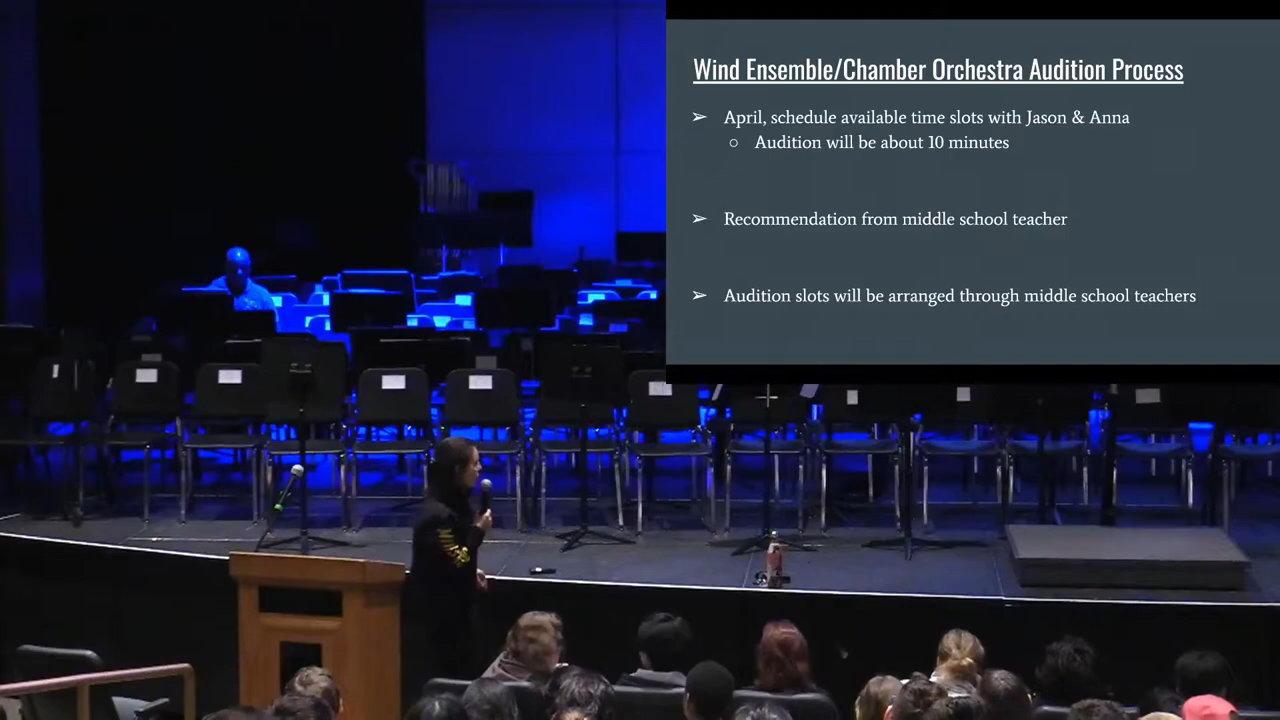 Wind Ensemble/Chamber Orchestra Audition Process
➢ April, schedule available time slots with Jason & Anna
○ Audition will be about 10 minutes
➢ Recommendation from middle school teacher
➢ Audition slots will be arranged through middle school teachers